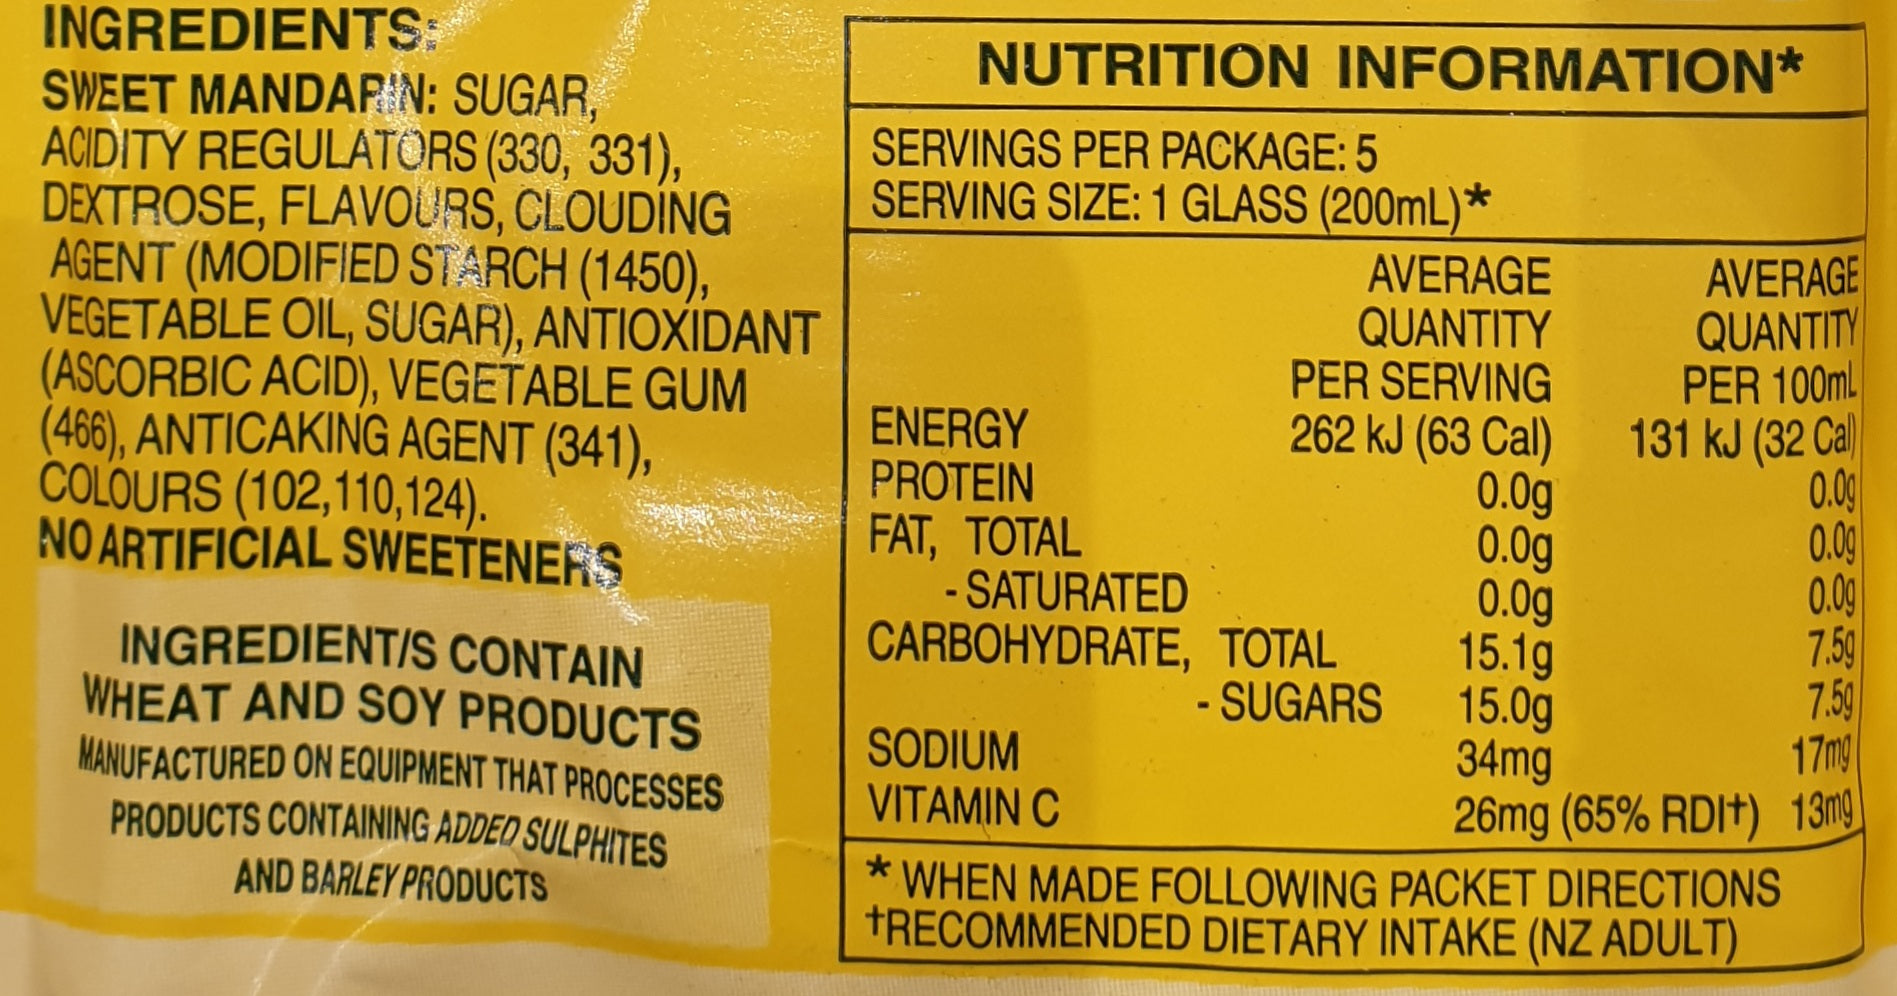 INGREDIENTS:
SWEET MANDARIN: SUGAR,
ACIDITY REGULATORS (330, 331),
DEXTROSE, FLAVOURS, CLOUDING
AGENT (MODIFIED STARCH (1450),
VEGETABLE OIL, SUGAR), ANTIOXIDANT
(ASCORBIC ACID), VEGETABLE GUM
(466), ANTICAKING AGENT (341),
COLOURS (102,110,124).
NO ARTIFICIAL SWEETENERS
INGREDIENT/S CONTAIN
WHEAT AND SOY PRODUCTS
MANUFACTURED ON EQUIPMENT THAT PROCESSES
PRODUCTS CONTAINING ADDED SULPHITES
AND BARLEY PRODUCTS
NUTRITION INFORMATION*
SERVINGS PER PACKAGE: 5
SERVING SIZE: 1 GLASS (200mL)*
AVERAGE AVERAGE
QUANTITY QUANTITY
PER SERVING PER 100mL
ENERGY 262 kJ (63 Cal) 131 kJ (32 Cal)
PROTEIN 0.0g 0.0g
FAT, TOTAL 0.0g 0.0g
- SATURATED 0.0g 0.0g
CARBOHYDRATE, TOTAL 15.1g 7.5g
- SUGARS 15.0g 7.5g
SODIUM 34mg 17mg
VITAMIN C 26mg (65% RDI†) 13mg
* WHEN MADE FOLLOWING PACKET DIRECTIONS
†RECOMMENDED DIETARY INTAKE (NZ ADULT)